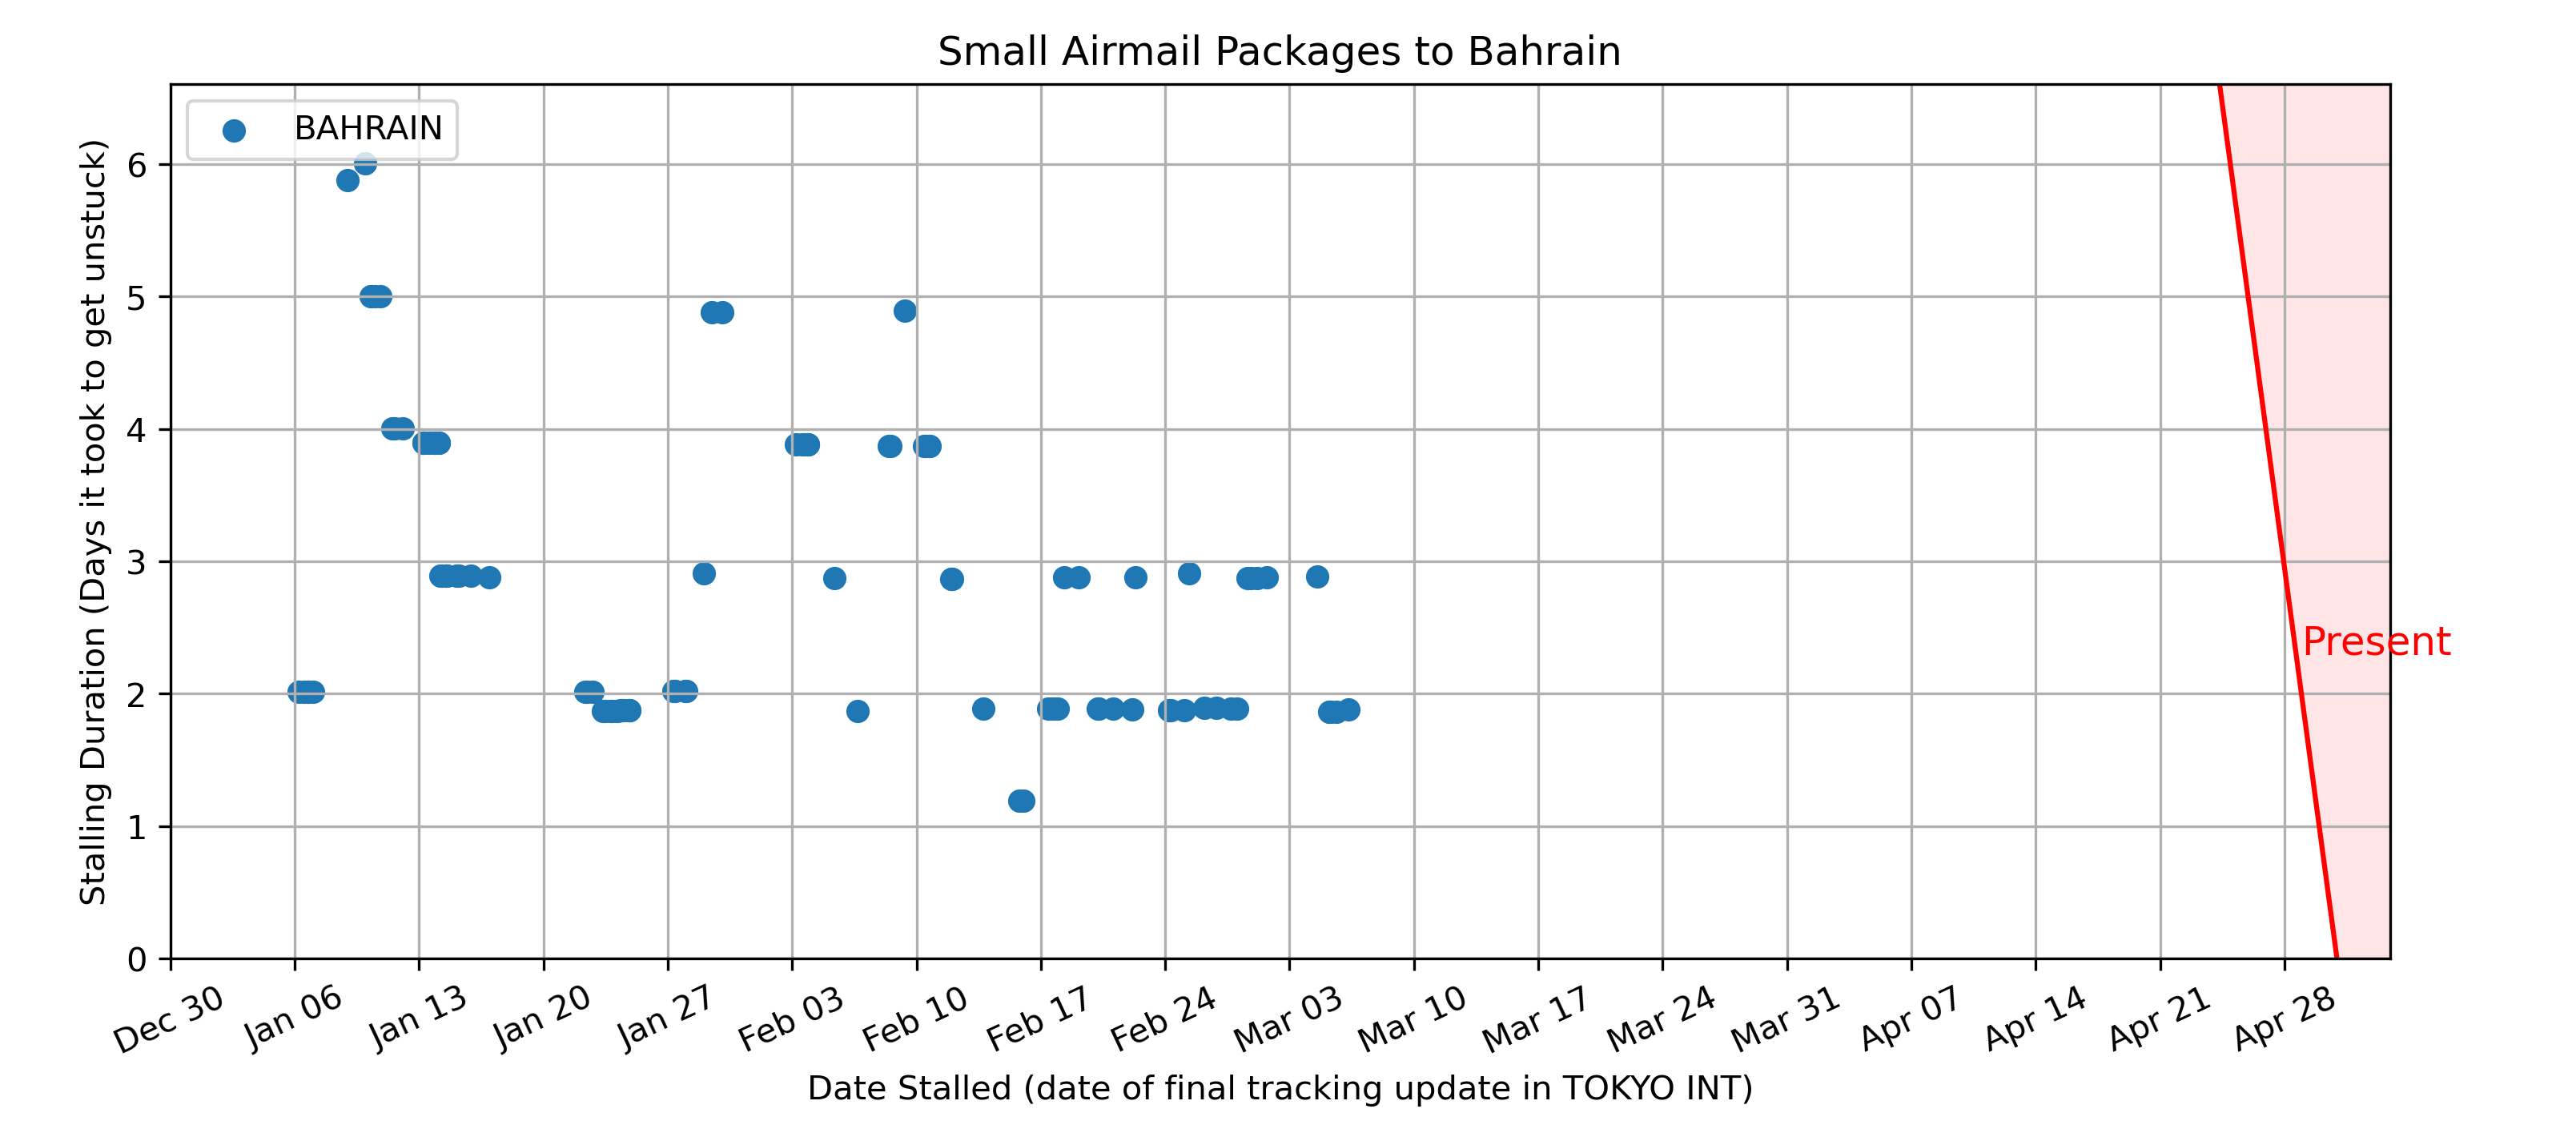 Small Airmail Packages to Bahrain
BAHRAIN
Stalling Duration (Days it took to get unstuck)
6
5
4
3
2
1
0
Present
Dec 30
Jan 06
Jan 13
Jan 20
Jan 27
Feb 03
Feb 10
Feb 17
Feb 24
Mar 03
Mar 10
Mar 17
Mar 24
Mar 31
Apr 07
Apr 14
Apr 21
Apr 28
Date Stalled (date of final tracking update in TOKYO INT)